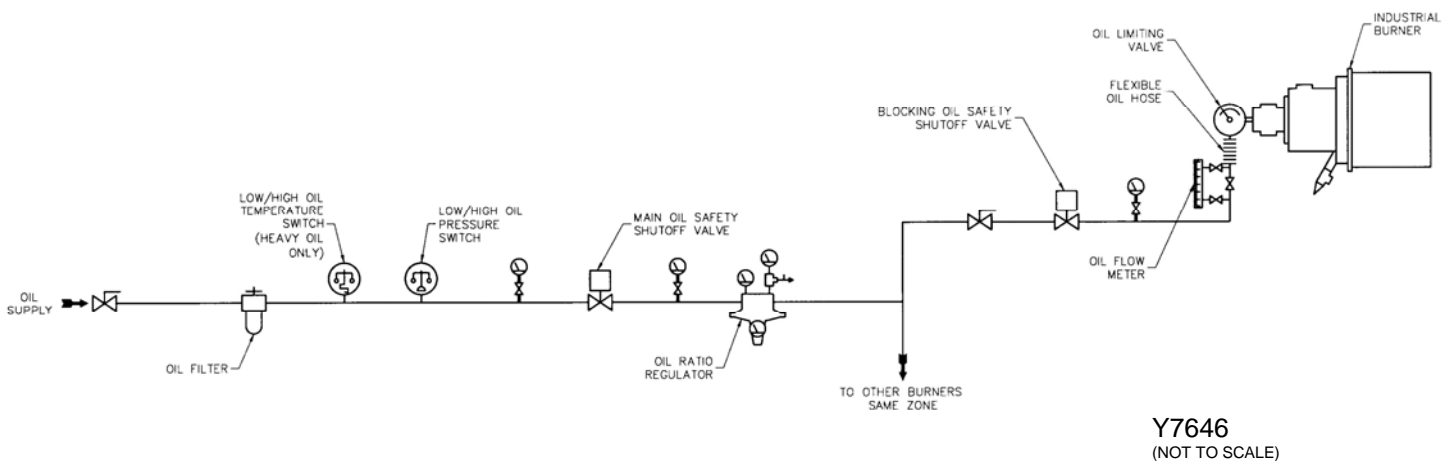 INDUSTRIAL
BURNER
OIL LIMITING
VALVE
FLEXIBLE
OIL HOSE
BLOCKING OIL SAFETY
SHUTOFF VALVE
LOW/HIGH OIL
TEMPERATURE
SWITCH
(HEAVY OIL
ONLY)
LOW/HIGH OIL
PRESSURE
SWITCH
MAIN OIL SAFETY
SHUTOFF VALVE
OIL FLOW
METER
OIL
SUPPLY
OIL FILTER
OIL RATIO
REGULATOR
TO OTHER BURNERS
SAME ZONE
Y7646
(NOT TO SCALE)